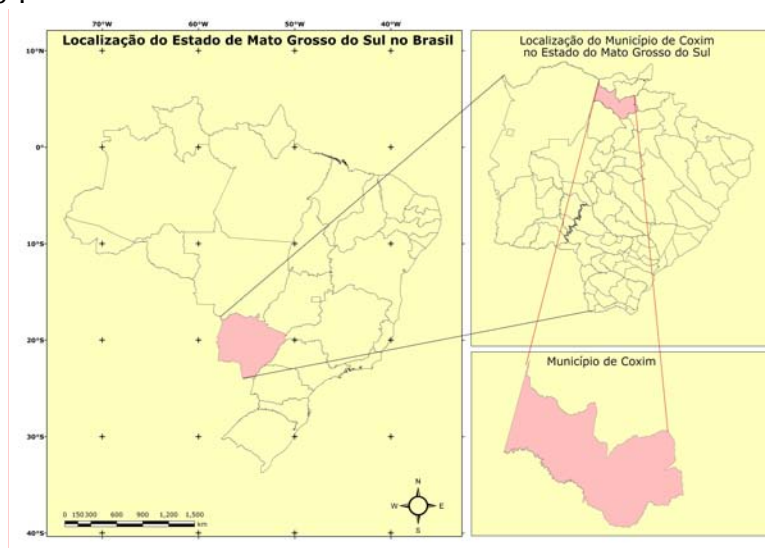 70°W 60°W 50°W 40°W
Localização do Estado de Mato Grosso do Sul no Brasil
10°N
0°
10°S
20°S
30°S
40°S
0 150 300 600 900 1,200 1,500
km
N
W E
S
Localização do Município de Coxim
no Estado do Mato Grosso do Sul
Município de Coxim